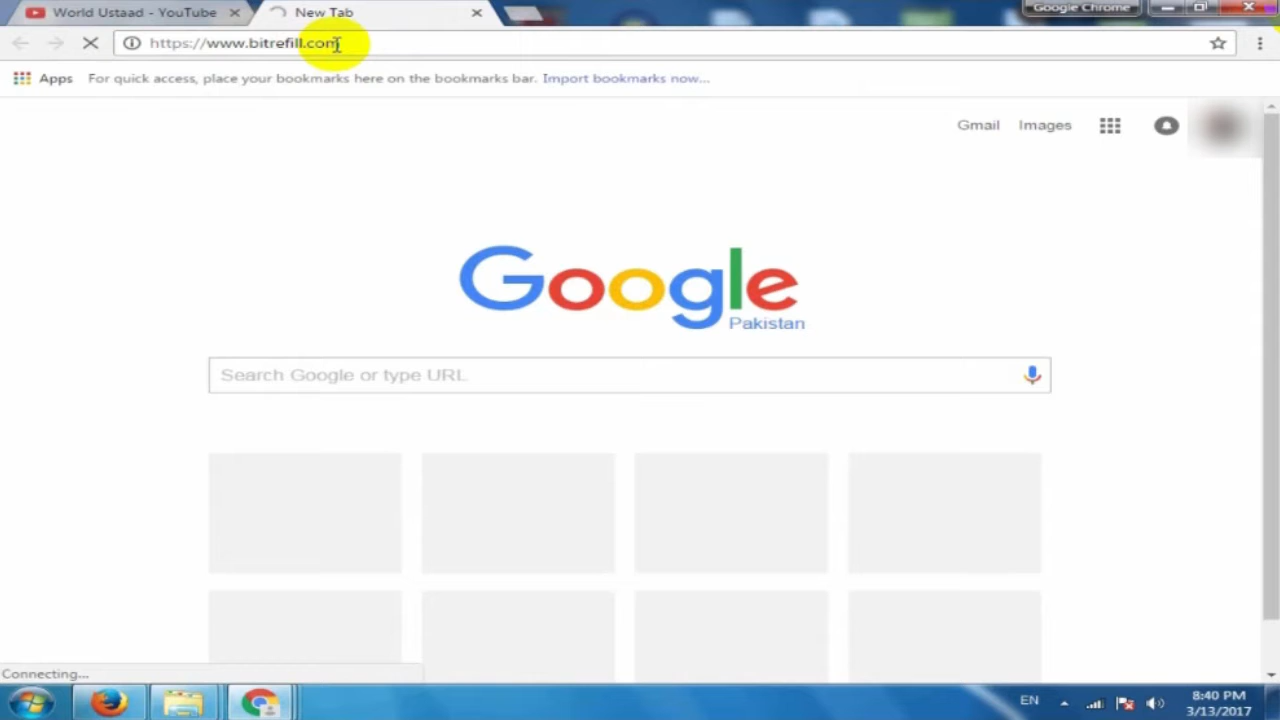 World Ustaad - YouTube
New Tab
Google Chrome
https://www.bitrefill.com
Apps
For quick access, place your bookmarks here on the bookmarks bar. Import bookmarks now...
Gmail
Images
Google
Pakistan
Search Google or type URL
Connecting...
EN
8:40 PM
3/13/2017